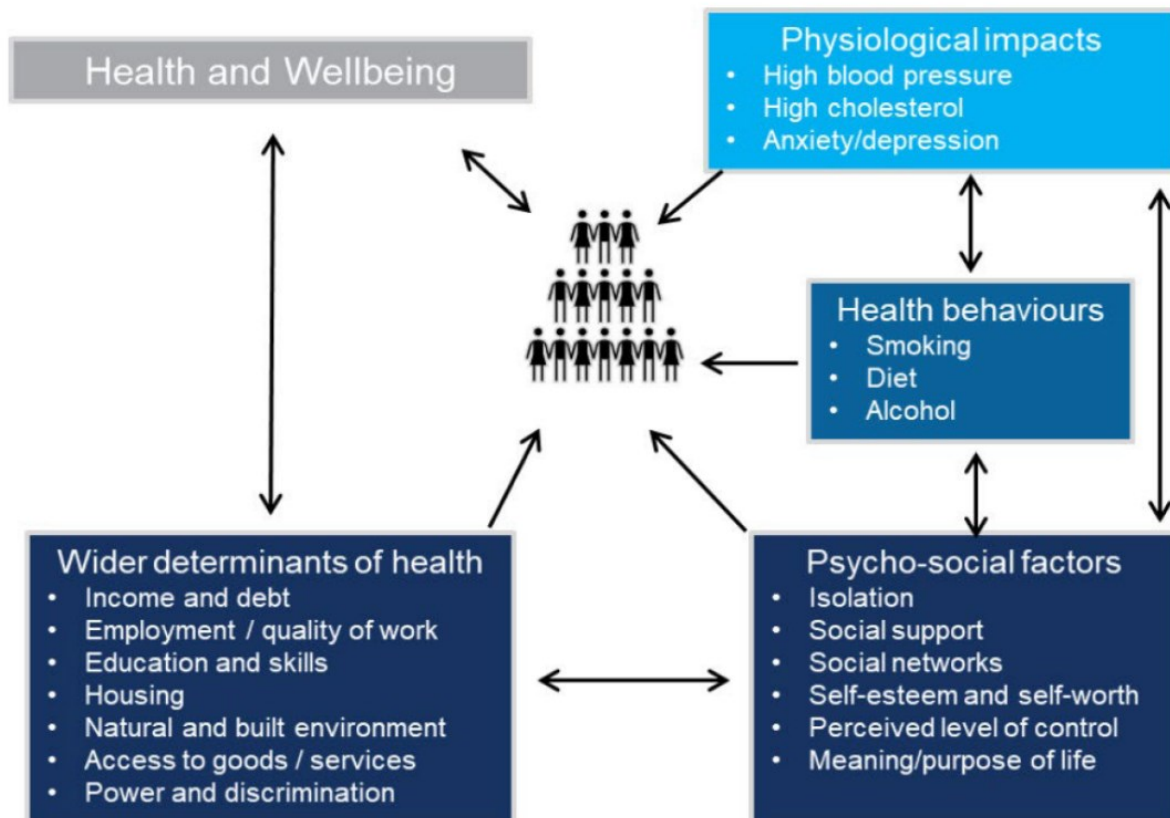 Health and Wellbeing
Physiological impacts
• High blood pressure
• High cholesterol
• Anxiety/depression
Health behaviours
• Smoking
• Diet
• Alcohol
Wider determinants of health
• Income and debt
• Employment / quality of work
• Education and skills
• Housing
• Natural and built environment
• Access to goods / services
• Power and discrimination
Psycho-social factors
• Isolation
• Social support
• Social networks
• Self-esteem and self-worth
• Perceived level of control
• Meaning/purpose of life